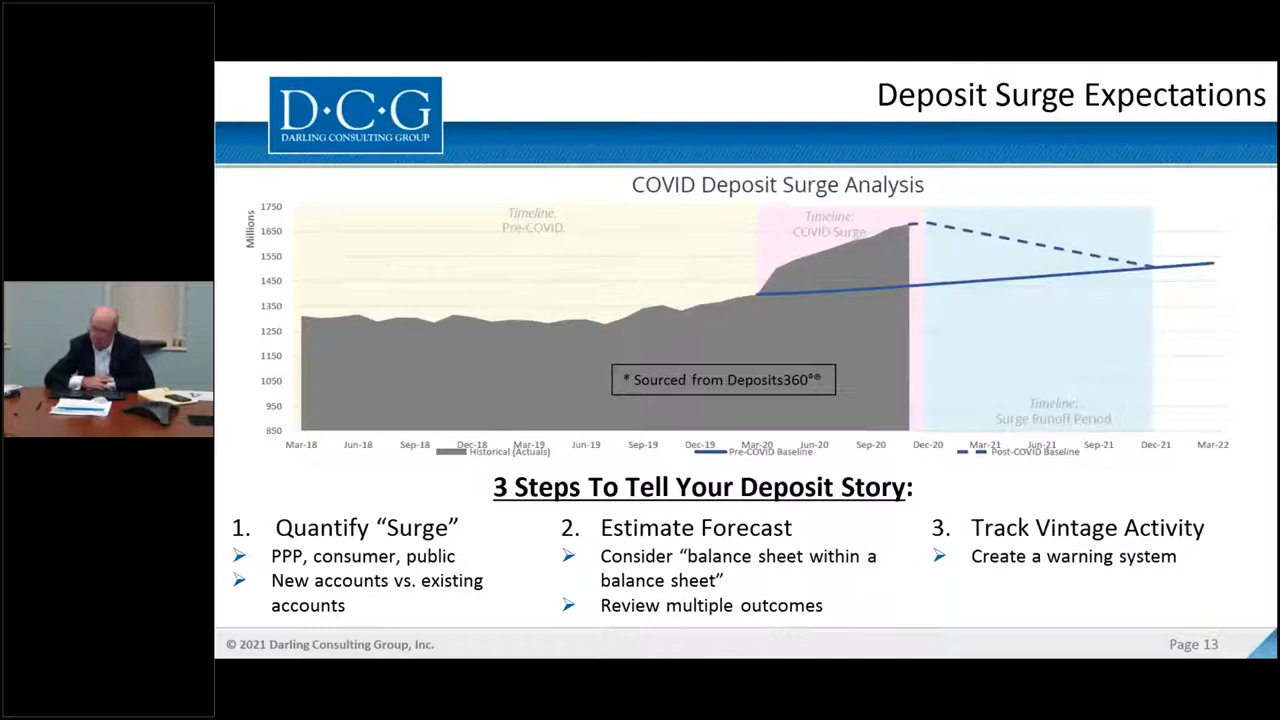 D·C·G
DARLING CONSULTING GROUP
Deposit Surge Expectations
COVID Deposit Surge Analysis
Millions
1750
1650
1550
1450
1350
1250
1150
1050
950
850
Timeline:
Pre-COVID
Timeline:
COVID Surge
* Sourced from Deposits360°®
Timeline:
Surge Runoff Period
Mar-18 Jun-18 Sep-18 Dec-18 Mar-19 Jun-19 Sep-19 Dec-19 Mar-20 Jun-20 Sep-20 Dec-20 Mar-21 Jun-21 Sep-21 Dec-21 Mar-22
Historical (Actuals) Pre-COVID Baseline Post-COVID Baseline
3 Steps To Tell Your Deposit Story:
1. Quantify “Surge”
PPP, consumer, public
New accounts vs. existing
accounts
2. Estimate Forecast
Consider “balance sheet within a
balance sheet”
Review multiple outcomes
3. Track Vintage Activity
Create a warning system
© 2021 Darling Consulting Group, Inc.
Page 13